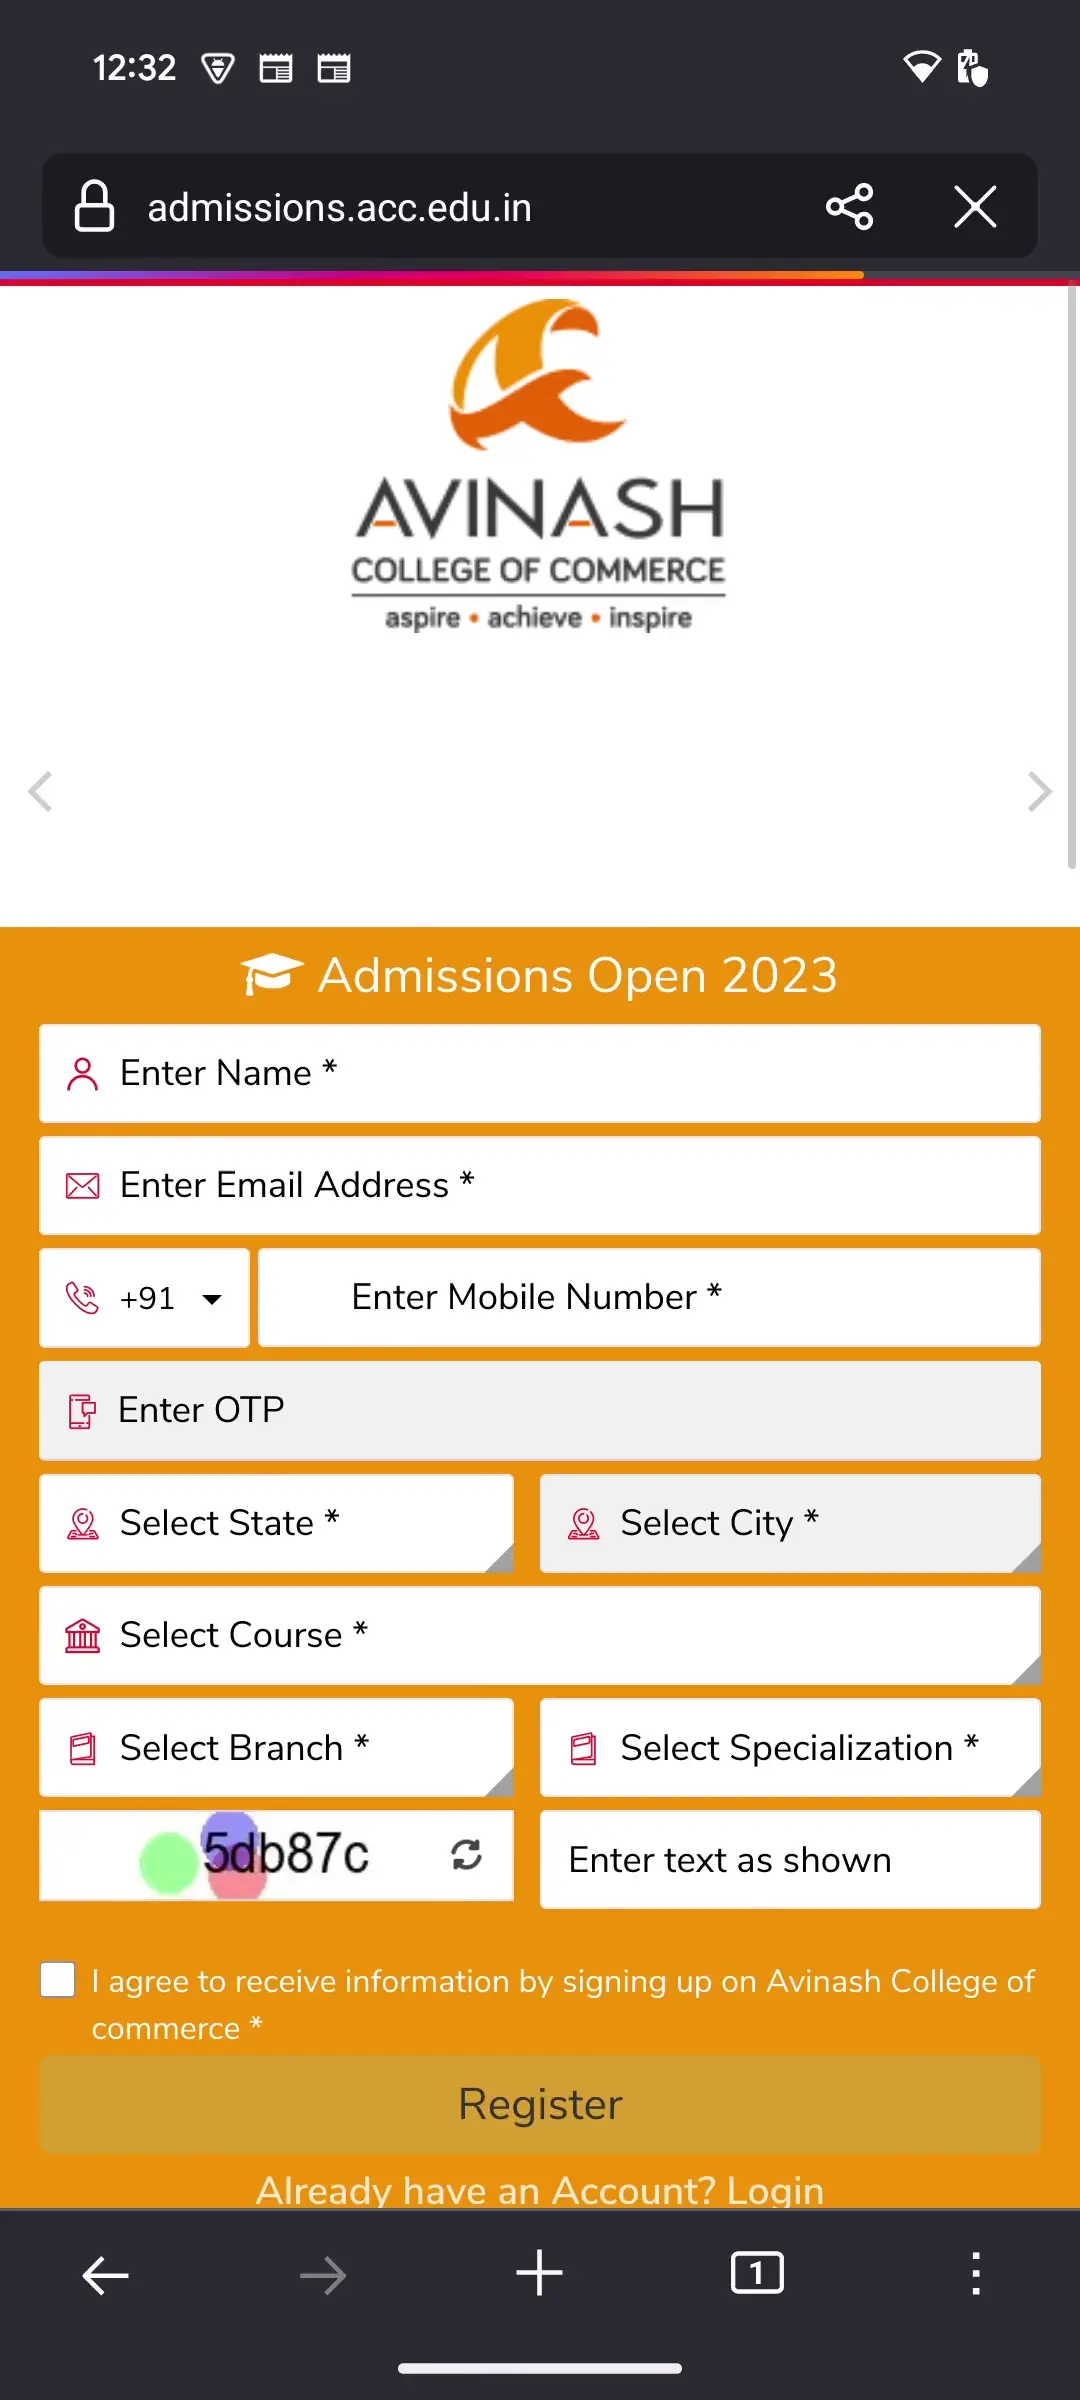 12:32
admissions.acc.edu.in
AVINASH
COLLEGE OF COMMERCE
aspire • achieve • inspire
Admissions Open 2023
Enter Name *
Enter Email Address *
+91 Enter Mobile Number *
Enter OTP
Select State * Select City *
Select Course *
Select Branch * Select Specialization *
5db87c Enter text as shown
I agree to receive information by signing up on Avinash College of
commerce *
Register
Already have an Account? Login
1